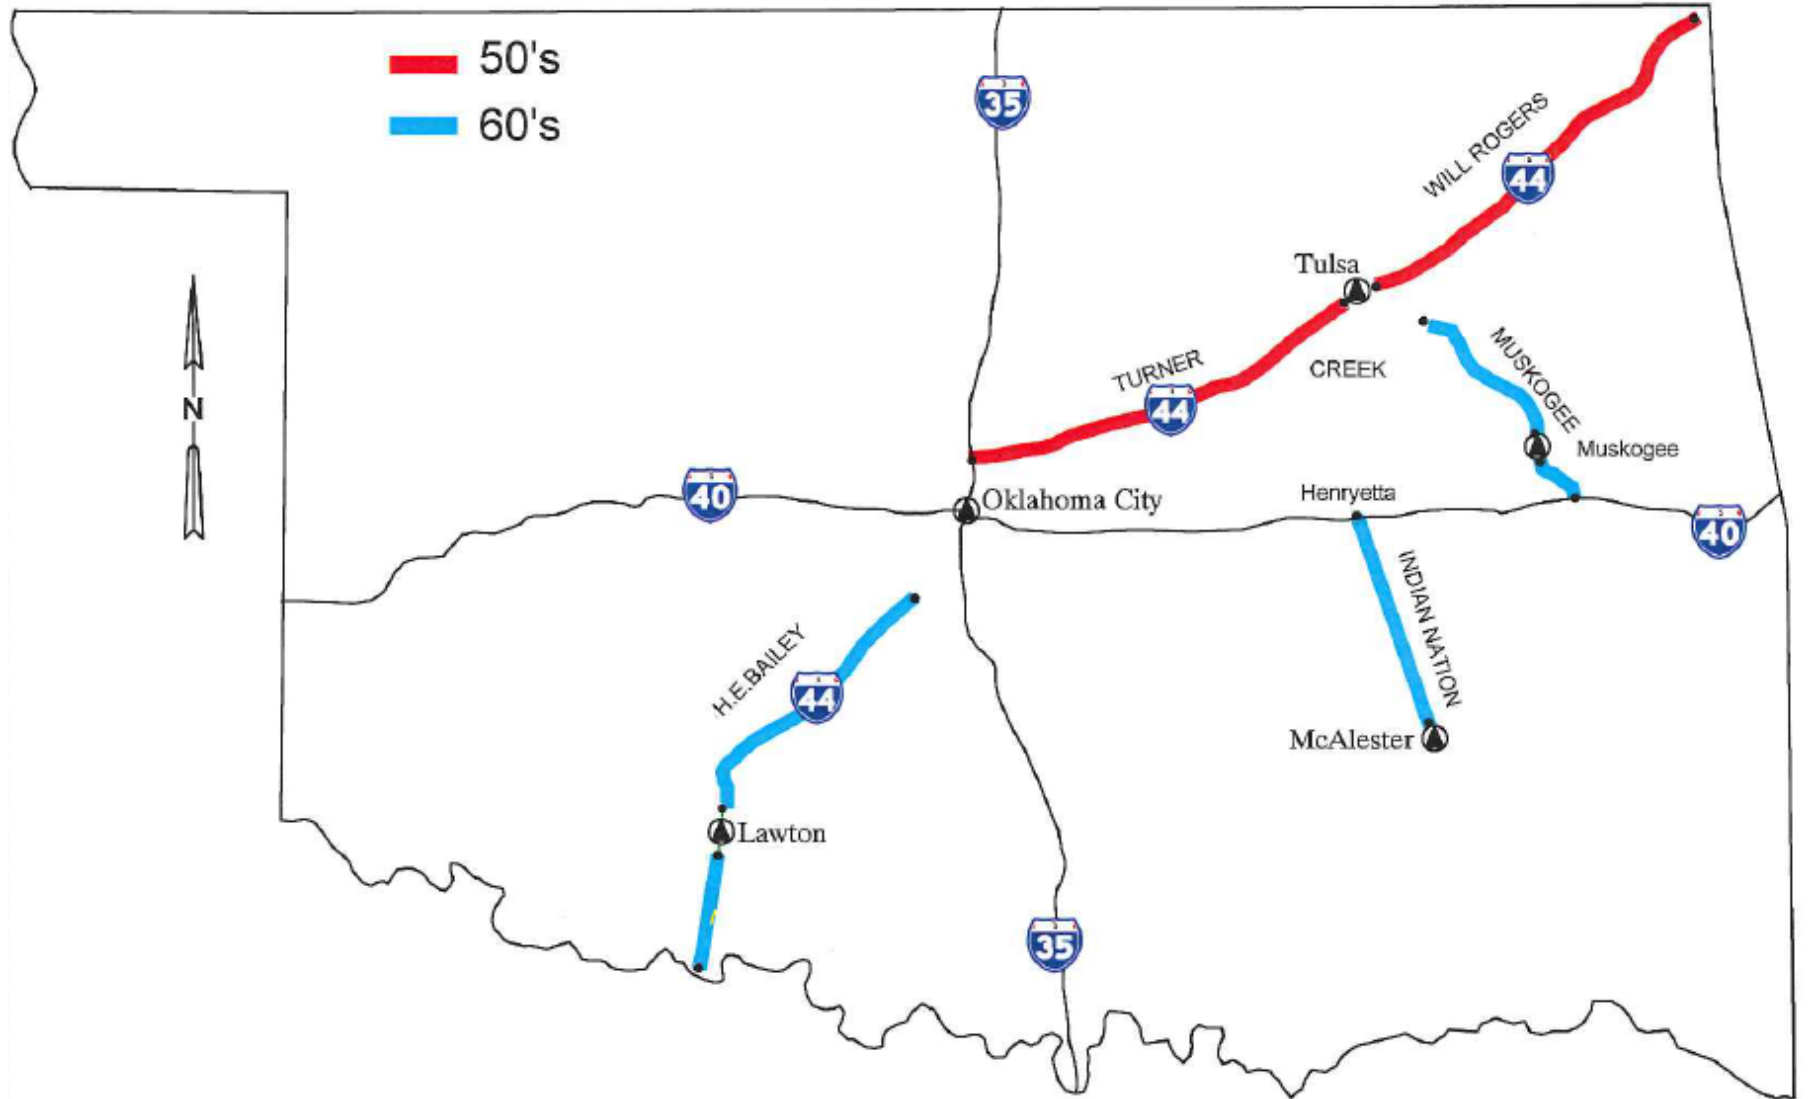 50's
60's
35
WILL ROGERS
44
Tulsa
MUSKOGEE
TURNER
CREEK
44
N
Muskogee
40
Henryetta
Oklahoma City
40
INDIAN NATION
H.E.BAILEY
44
McAlester
Lawton
35